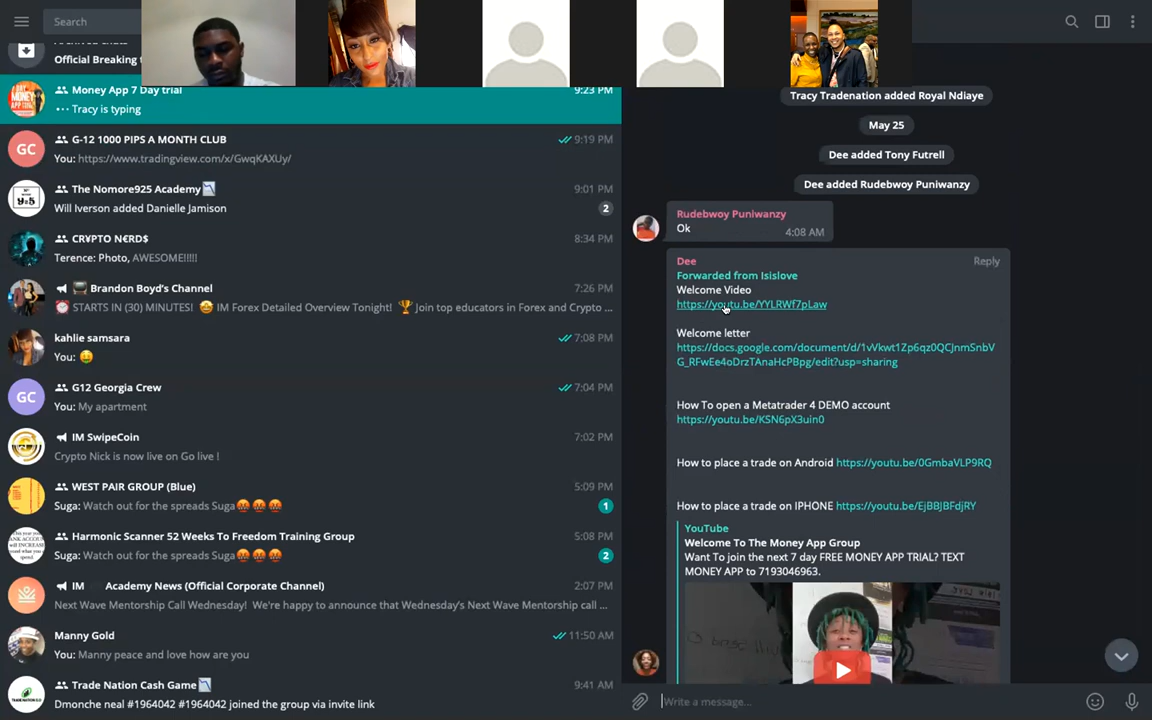 Search
Archived chats
Official Breaking
Money App 7 Day trial
9:23 PM
Tracy is typing
GC
G-12 1000 PIPS A MONTH CLUB
9:19 PM
You: https://www.tradingview.com/x/GwqKAXUy/
The Nomore925 Academy
9:01 PM
Will Iverson added Danielle Jamison
2
CR¥PTO N€RD$
8:34 PM
Terence: Photo, AWESOME!!!!!
Brandon Boyd's Channel
7:26 PM
STARTS IN (30) MINUTES! IM Forex Detailed Overview Tonight! Join top educators in Forex and Crypto ...
kahlie samsara
7:08 PM
You:
GC
G12 Georgia Crew
7:04 PM
You: My apartment
IM SwipeCoin
7:02 PM
Crypto Nick is now live on Go live !
WEST PAIR GROUP (Blue)
5:09 PM
Suga: Watch out for the spreads Suga
1
Harmonic Scanner 52 Weeks To Freedom Training Group
5:08 PM
Suga: Watch out for the spreads Suga
2
IM Academy News (Official Corporate Channel)
2:07 PM
Next Wave Mentorship Call Wednesday! We're happy to announce that Wednesday's Next Wave Mentorship call ...
Manny Gold
11:50 AM
You: Manny peace and love how are you
Trade Nation Cash Game
9:41 AM
Dmonche neal #1964042 #1964042 joined the group via invite link
Tracy Tradenation added Royal Ndiaye
May 25
Dee added Tony Futrell
Dee added Rudebwoy Puniwanzy
Rudebwoy Puniwanzy
Ok
4:08 AM
Dee
Reply
Forwarded from Isislove
Welcome Video
https://youtu.be/YYLRWf7pLaw
Welcome letter
https://docs.google.com/document/d/1vVkwt1Zp6qz0QCJnmSnbV
G_RFwEe4oDrzTAnaHcPBpg/edit?usp=sharing
How To open a Metatrader 4 DEMO account
https://youtu.be/KSN6pX3uin0
How to place a trade on Android https://youtu.be/0GmbaVLP9RQ
How to place a trade on IPHONE https://youtu.be/EjBBJBFdjRY
YouTube
Welcome To The Money App Group
Want To join the next 7 day FREE MONEY APP TRIAL? TEXT
MONEY APP to 7193046963.
Write a message...